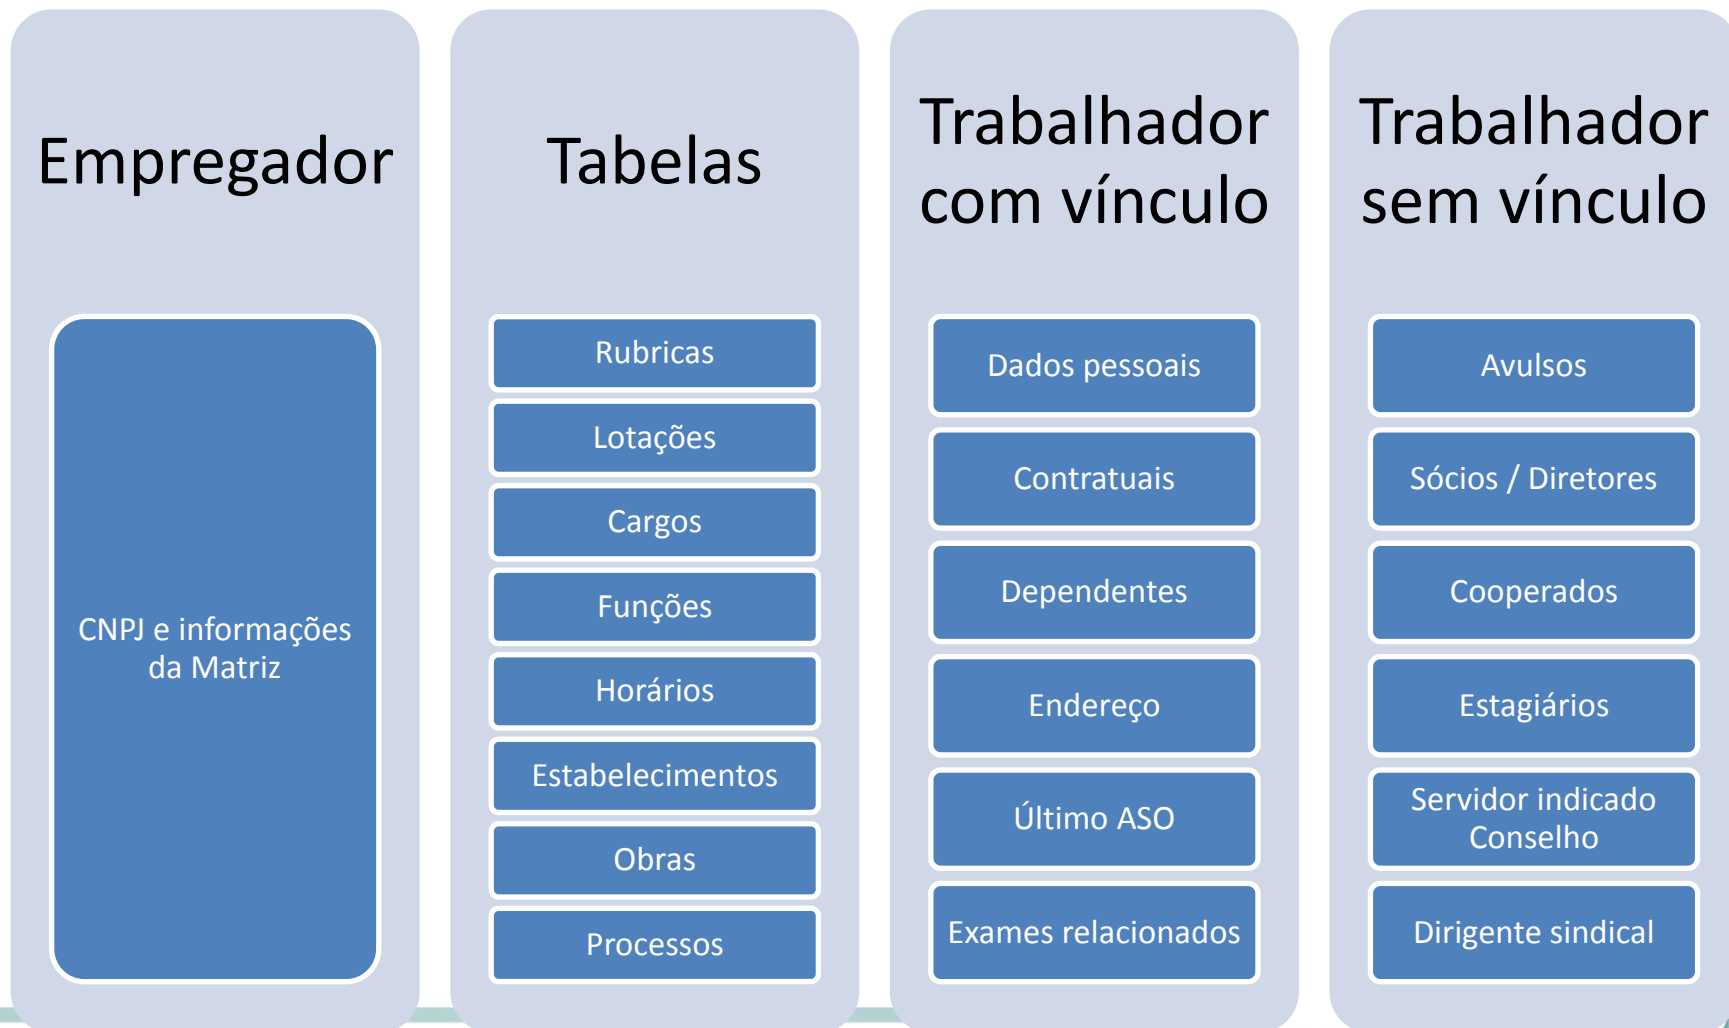 Empregador
CNPJ e informações
da Matriz
Tabelas
Rubricas
Lotações
Cargos
Funções
Horários
Estabelecimentos
Obras
Processos
Trabalhador
com vínculo
Dados pessoais
Contratuais
Dependentes
Endereço
Último ASO
Exames relacionados
Trabalhador
sem vínculo
Avulsos
Sócios / Diretores
Cooperados
Estagiários
Servidor indicado
Conselho
Dirigente sindical